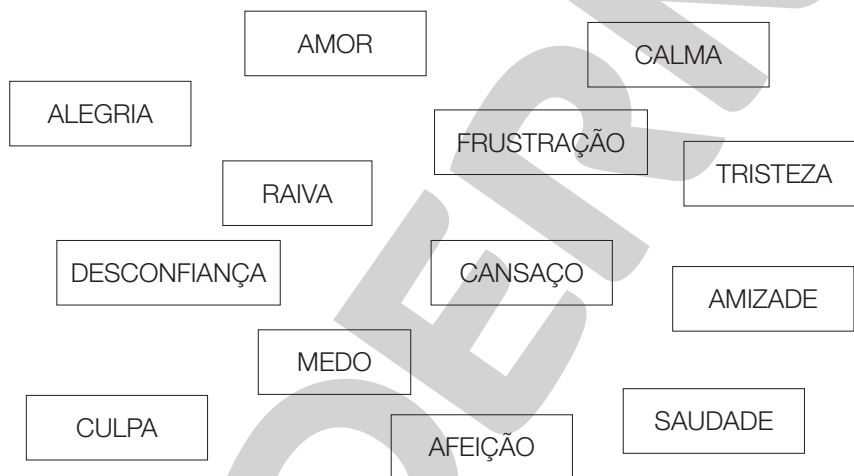 AMOR
CALMA
ALEGRIA
FRUSTRAÇÃO
TRISTEZA
RAIVA
DESCONFIANÇA
CANSAÇO
AMIZADE
MEDO
CULPA
AFEIÇÃO
SAUDADE